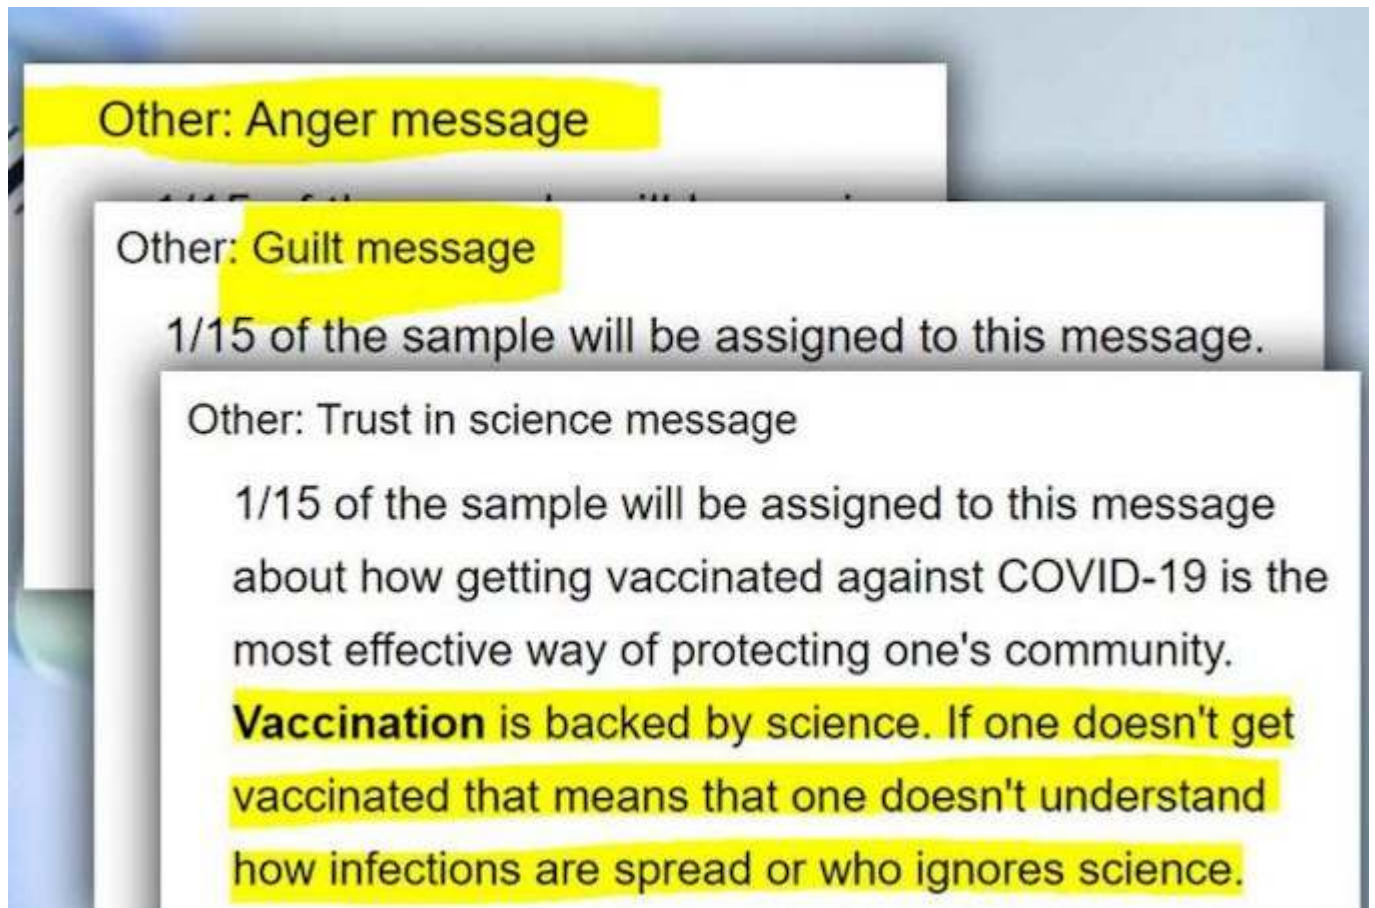 Other: Anger message
Other: Guilt message
1/15 of the sample will be assigned to this message.
Other: Trust in science message
1/15 of the sample will be assigned to this message
about how getting vaccinated against COVID-19 is the
most effective way of protecting one's community.
Vaccination is backed by science. If one doesn't get
vaccinated that means that one doesn't understand
how infections are spread or who ignores science.